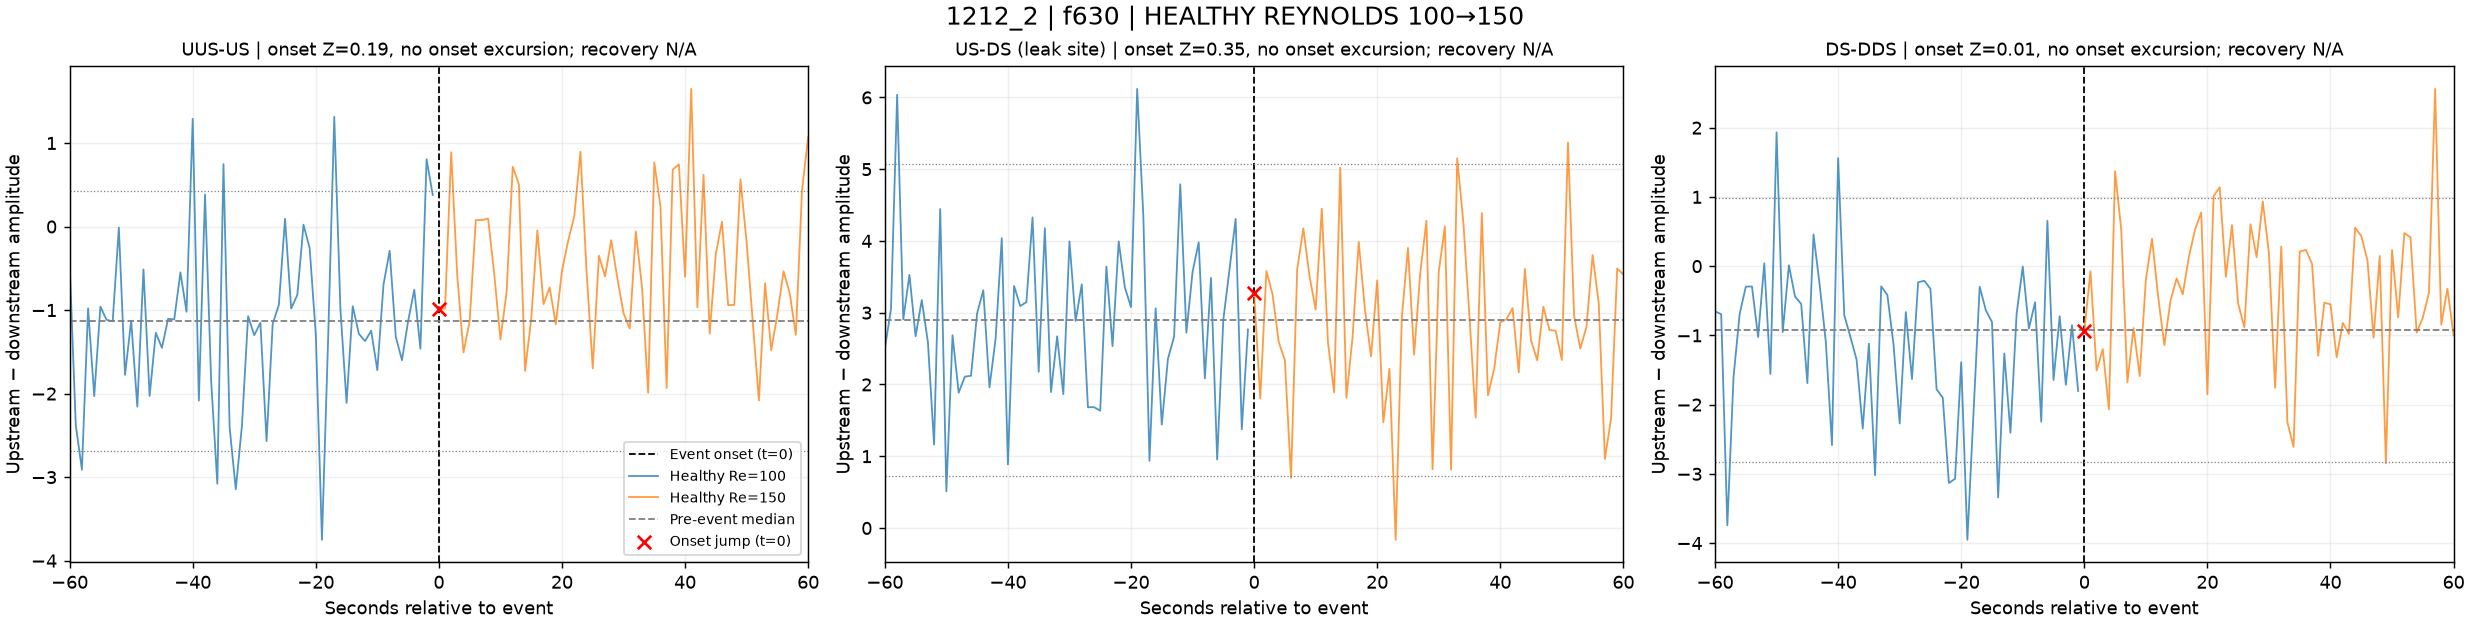 1212_2 | f630 | HEALTHY REYNOLDS 100→150
UUS-US | onset Z=0.19, no onset excursion; recovery N/A
Upstream − downstream amplitude
1
0
−1
−2
−3
−4
−60
−40
−20
0
20
40
60
Seconds relative to event
Event onset (t=0)
Healthy Re=100
Healthy Re=150
Pre-event median
Onset jump (t=0)
US-DS (leak site) | onset Z=0.35, no onset excursion; recovery N/A
Upstream − downstream amplitude
6
5
4
3
2
1
0
−60
−40
−20
0
20
40
60
Seconds relative to event
DS-DDS | onset Z=0.01, no onset excursion; recovery N/A
Upstream − downstream amplitude
2
1
0
−1
−2
−3
−4
−60
−40
−20
0
20
40
60
Seconds relative to event